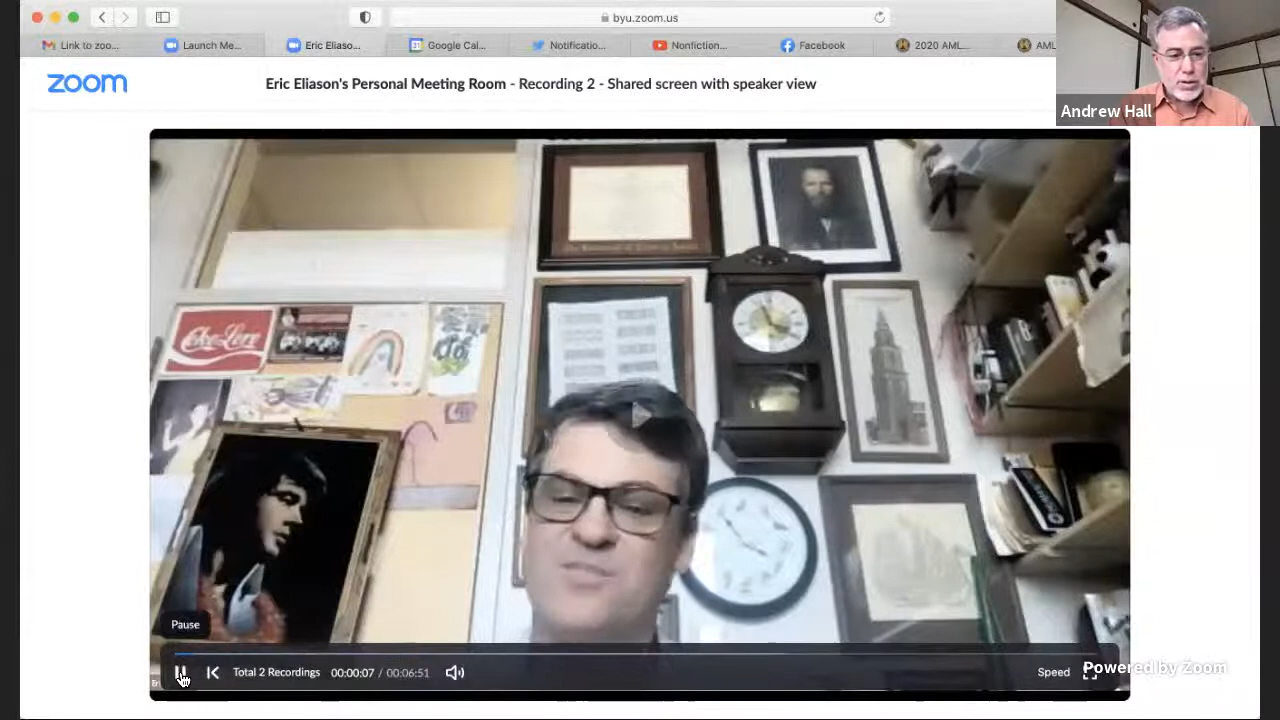 byu.zoom.us
Link to zoo...
Launch Me...
Eric Eliaso...
Google Cal...
Notificatio...
Nonfiction...
Facebook
2020 AML...
AML
Andrew Hall
zoom
Eric Eliason's Personal Meeting Room - Recording 2 - Shared screen with speaker view
Coke-Lore
Pause
Total 2 Recordings
00:00:07 / 00:06:51
Speed
Powered by Zoom